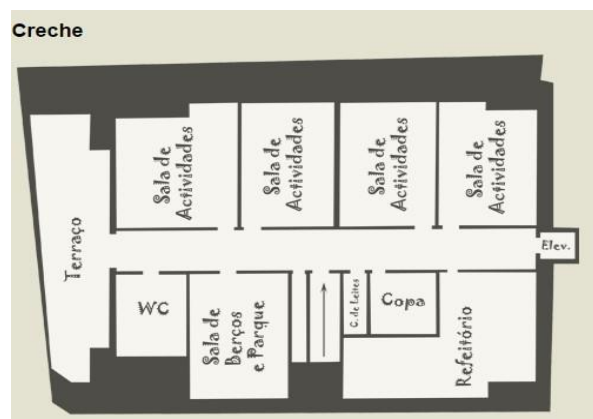 Creche
Sala de
Actividades
Sala de
Actividades
Sala de
Actividades
Sala de
Actividades
Terraço
Elev.
WC
Sala de
Berços
e Parque
C. de Leites
Copa
Refeitório